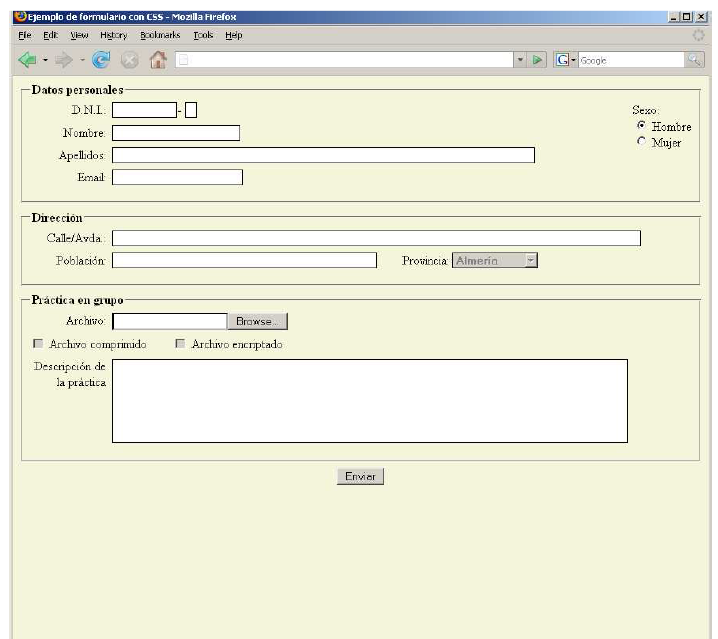 Ejemplo de formulario con CSS - Mozilla Firefox
File Edit View History Bookmarks Tools Help
G Google
Datos personales
D.N.I.: -
Sexo:
Hombre
Nombre:
Mujer
Apellidos:
Email:
Dirección
Calle/Avda.:
Población: Provincia: Almería
Práctica en grupo
Archivo: Browse...
Archivo comprimido Archivo encriptado
Descripción de
la práctica
Enviar